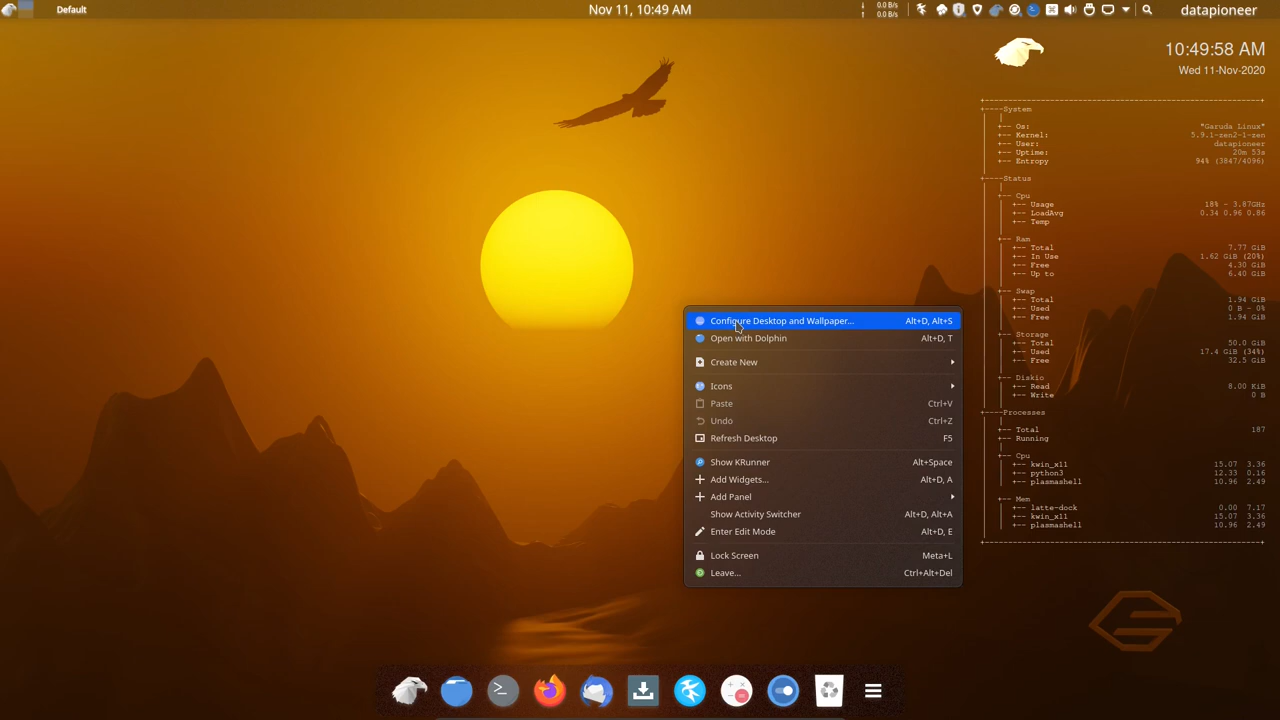 Default
Nov 11, 10:49 AM
0.0 B/s
0.0 B/s
datapioneer
10:49:58 AM
Wed 11-Nov-2020
System
Os: "Garuda Linux"
Kernel: 5.9.1-zen2-1-zen
User: datapioneer
Uptime: 20m 53s
Entropy 94% (3847/4096)
Status
Cpu
Usage 18% - 3.87GHz
LoadAvg 0.34 0.96 0.86
Temp
Ram
Total 7.77 GiB
In Use 1.62 GiB (20%)
Free 4.30 GiB
Up to 6.40 GiB
Swap
Total 1.94 GiB
Used 0 B - 0%
Free 1.94 GiB
Storage
Total 50.0 GiB
Used 17.4 GiB (34%)
Free 32.5 GiB
Diskio
Read 8.00 KiB
Write 0 B
Processes
Total 187
Running
Cpu
kwin_x11 15.07 3.36
python3 12.33 0.16
plasmashell 10.96 2.49
Mem
latte-dock 0.00 7.17
kwin_x11 15.07 3.36
plasmashell 10.96 2.49
Configure Desktop and Wallpaper... Alt+D, Alt+S
Open with Dolphin Alt+D, T
Create New
Icons
Paste Ctrl+V
Undo Ctrl+Z
Refresh Desktop F5
Show KRunner Alt+Space
Add Widgets... Alt+D, A
Add Panel
Show Activity Switcher Alt+D, Alt+A
Enter Edit Mode Alt+D, E
Lock Screen Meta+L
Leave... Ctrl+Alt+Del